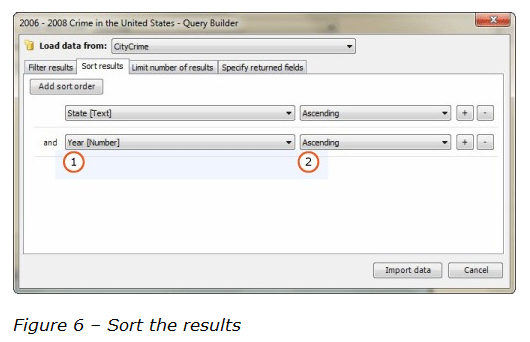 2006 - 2008 Crime in the United States - Query Builder
Load data from: CityCrime
Filter results Sort results Limit number of results Specify returned fields
Add sort order
State [Text] Ascending + -
and Year [Number] Ascending + -
1 2
Import data Cancel
Figure 6 – Sort the results